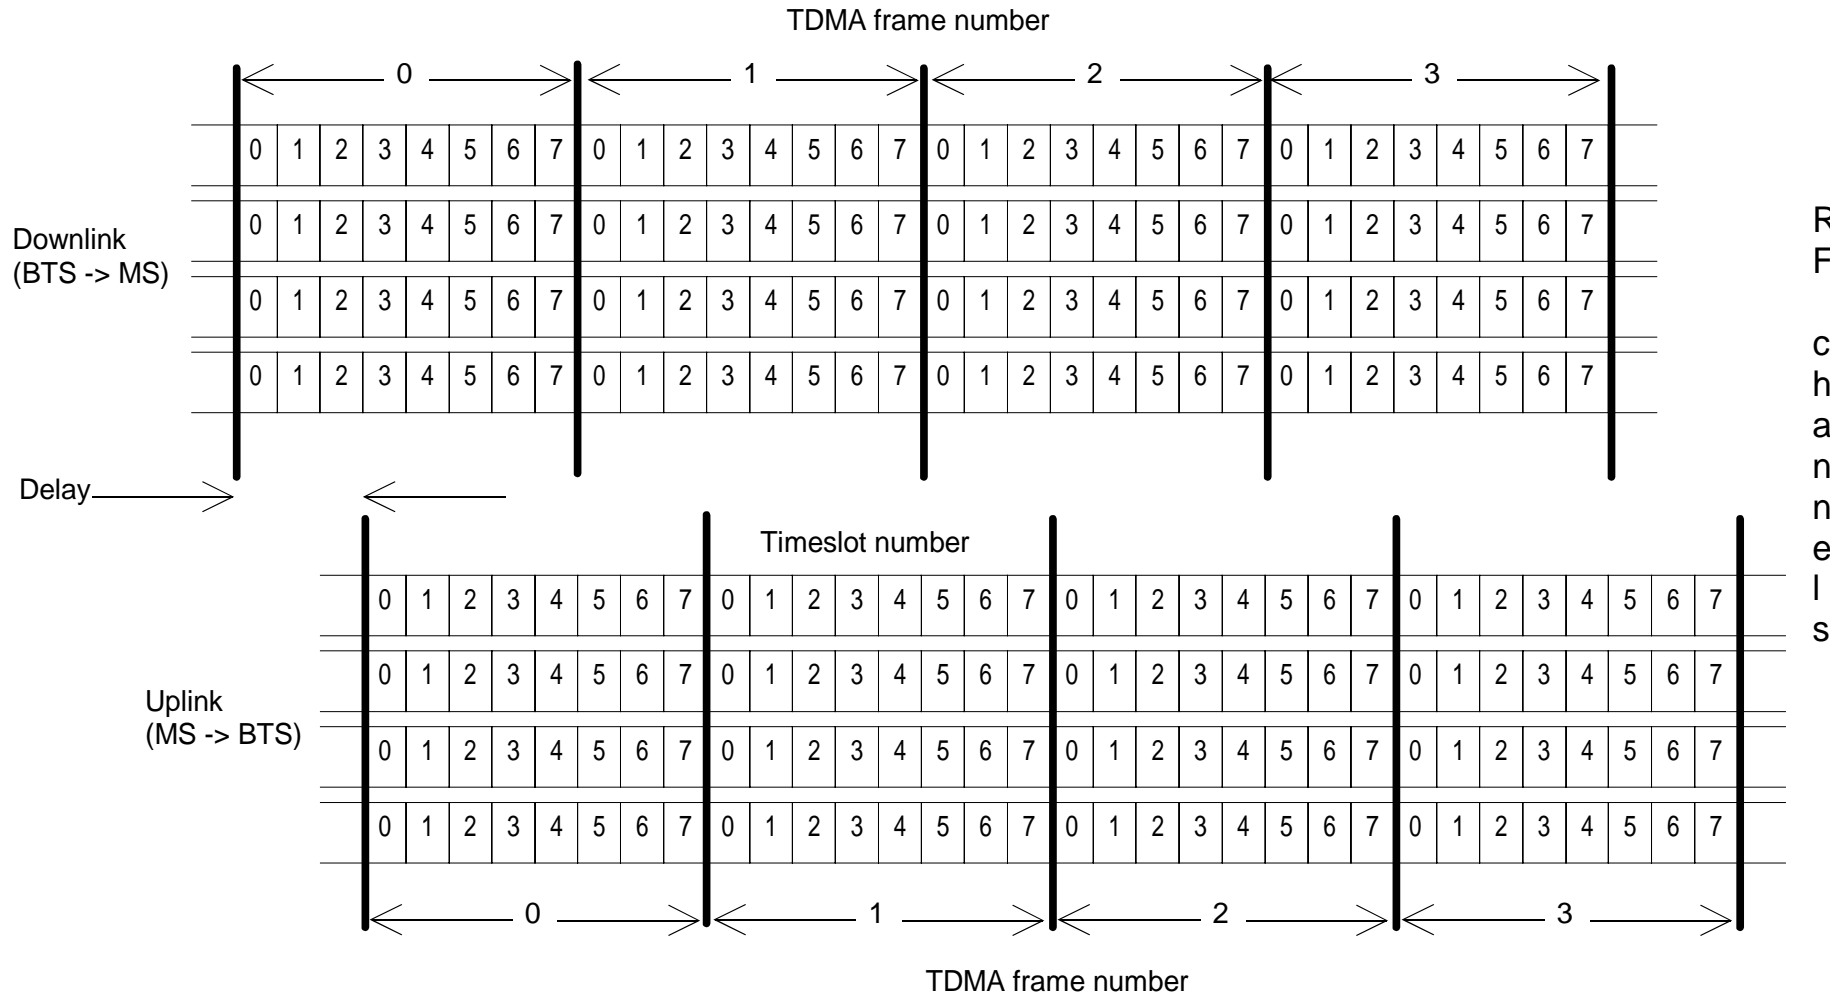 TDMA frame number
0 1 2 3
0 1 2 3 4 5 6 7 0 1 2 3 4 5 6 7 0 1 2 3 4 5 6 7 0 1 2 3 4 5 6 7
0 1 2 3 4 5 6 7 0 1 2 3 4 5 6 7 0 1 2 3 4 5 6 7 0 1 2 3 4 5 6 7
Downlink
(BTS -> MS)
0 1 2 3 4 5 6 7 0 1 2 3 4 5 6 7 0 1 2 3 4 5 6 7 0 1 2 3 4 5 6 7
0 1 2 3 4 5 6 7 0 1 2 3 4 5 6 7 0 1 2 3 4 5 6 7 0 1 2 3 4 5 6 7
Delay
Timeslot number
0 1 2 3 4 5 6 7 0 1 2 3 4 5 6 7 0 1 2 3 4 5 6 7 0 1 2 3 4 5 6 7
0 1 2 3 4 5 6 7 0 1 2 3 4 5 6 7 0 1 2 3 4 5 6 7 0 1 2 3 4 5 6 7
Uplink
(MS -> BTS)
0 1 2 3 4 5 6 7 0 1 2 3 4 5 6 7 0 1 2 3 4 5 6 7 0 1 2 3 4 5 6 7
0 1 2 3 4 5 6 7 0 1 2 3 4 5 6 7 0 1 2 3 4 5 6 7 0 1 2 3 4 5 6 7
0 1 2 3
TDMA frame number
RF channels